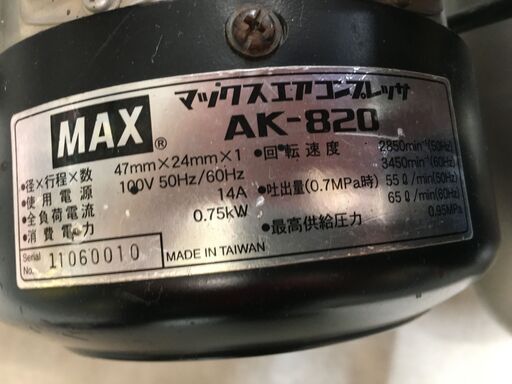 マックスエアコンプレッサ
MAX® AK-820
・径×行程×数 47mm×24mm×1
・使用電源 100V 50Hz/60Hz
・全負荷電流 14A
・消費電力 0.75kW
・回転速度 2850min⁻¹(50Hz)
3450min⁻¹(60Hz)
・吐出量(0.7MPa時) 55ℓ/min(50Hz)
65ℓ/min(60Hz)
・最高供給圧力 0.95MPa
Serial No. 11060010 MADE IN TAIWAN